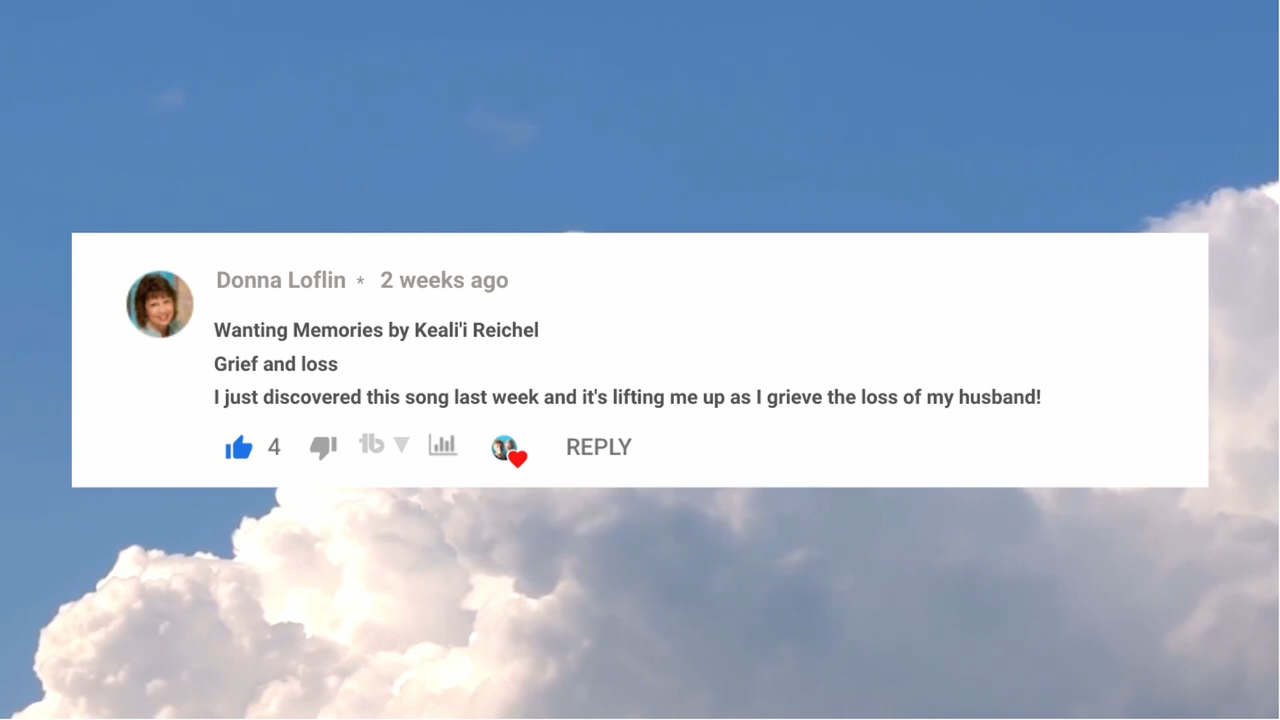 Donna Loflin * 2 weeks ago
Wanting Memories by Keali'i Reichel
Grief and loss
I just discovered this song last week and it's lifting me up as I grieve the loss of my husband!
4 tb REPLY